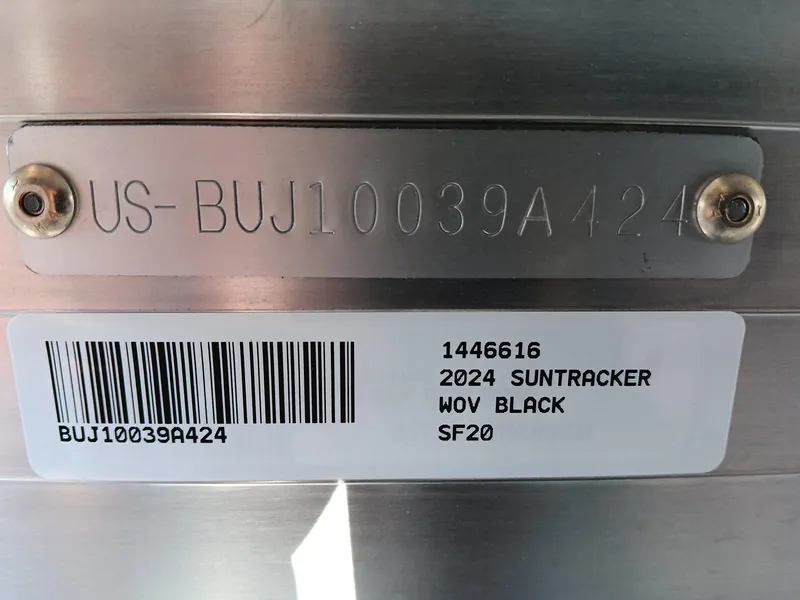 US-BUJ10039A424
1446616
2024 SUNTRACKER
WOV BLACK
BUJ10039A424
SF20